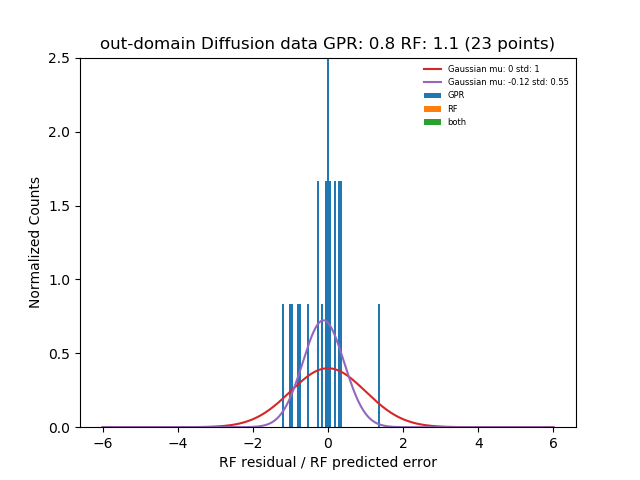 out-domain Diffusion data GPR: 0.8 RF: 1.1 (23 points)
Normalized Counts
2.5
2.0
1.5
1.0
0.5
0.0
Gaussian mu: 0 std: 1
Gaussian mu: -0.12 std: 0.55
GPR
RF
both
−6
−4
−2
0
2
4
6
RF residual / RF predicted error